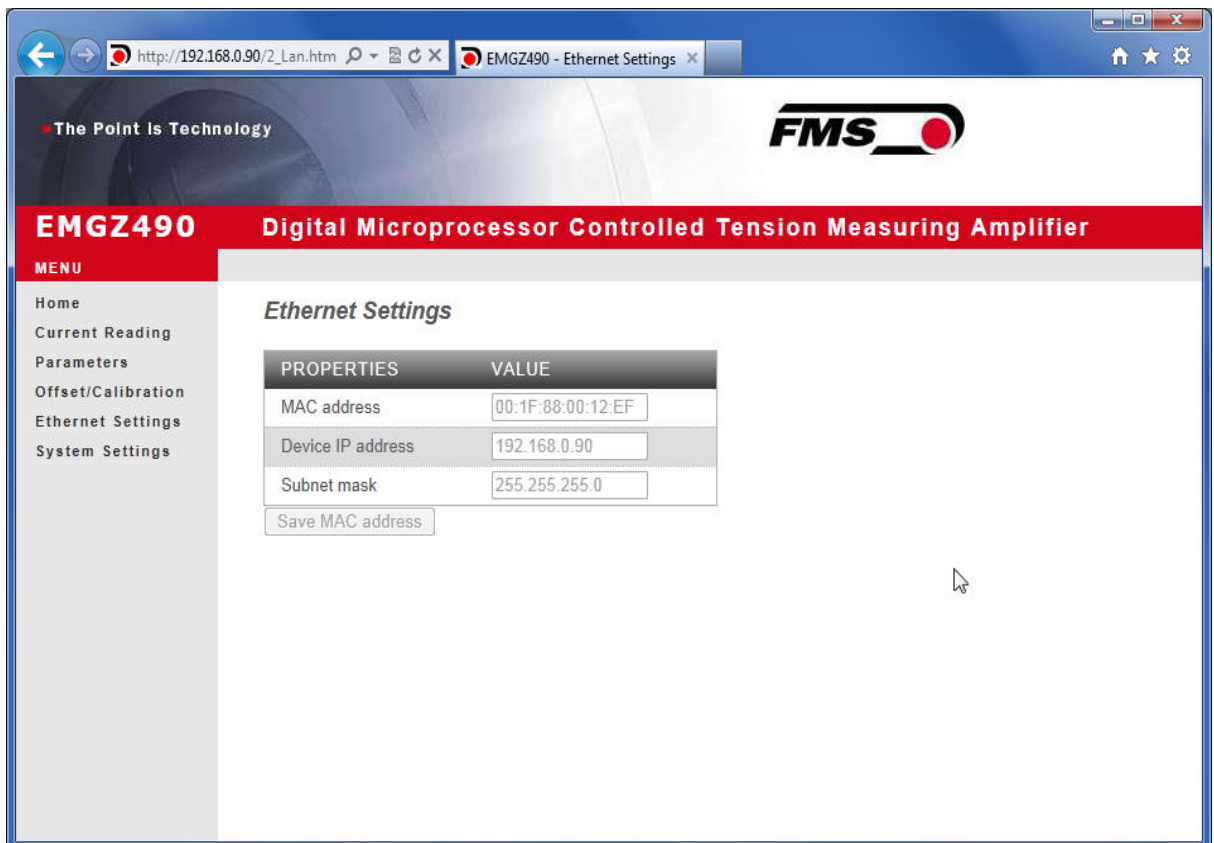 http://192.168.0.90/2_Lan.htm
EMGZ490 - Ethernet Settings
The Point is Technology
FMS
EMGZ490 Digital Microprocessor Controlled Tension Measuring Amplifier
MENU
Home
Current Reading
Parameters
Offset/Calibration
Ethernet Settings
System Settings
Ethernet Settings
PROPERTIES VALUE
MAC address 00:1F:88:00:12:EF
Device IP address 192.168.0.90
Subnet mask 255.255.255.0
Save MAC address